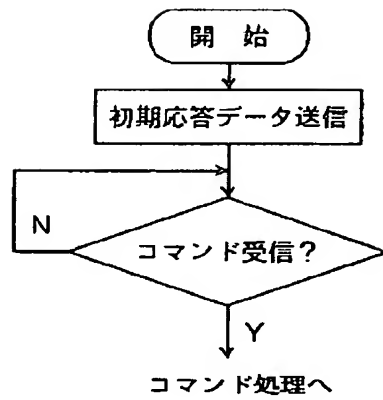 開 始
初期応答データ送信
N
コマンド受信?
Y
コマンド処理へ